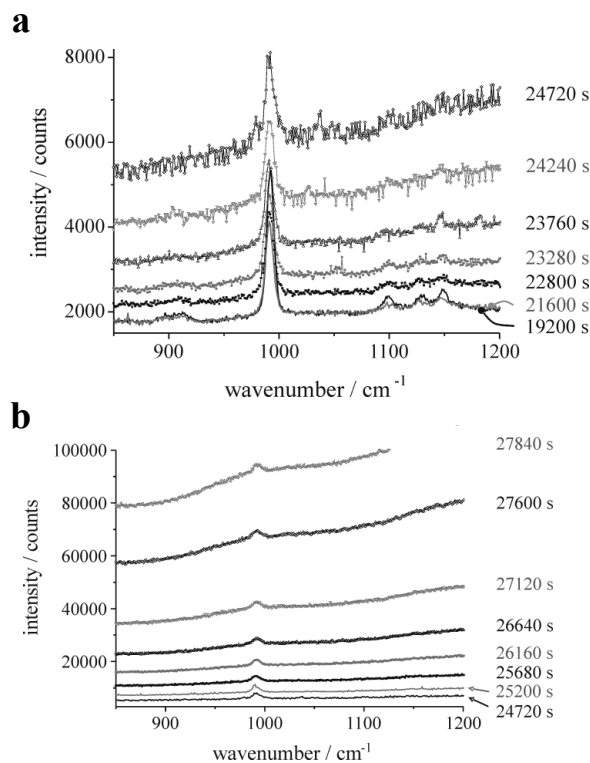 a
8000
6000
4000
2000
intensity / counts
900 1000 1100 1200
wavenumber / cm-1
24720 s
24240 s
23760 s
23280 s
22800 s
21600 s
19200 s
b
100000
80000
60000
40000
20000
intensity / counts
900 1000 1100 1200
wavenumber / cm-1
27840 s
27600 s
27120 s
26640 s
26160 s
25680 s
25200 s
24720 s